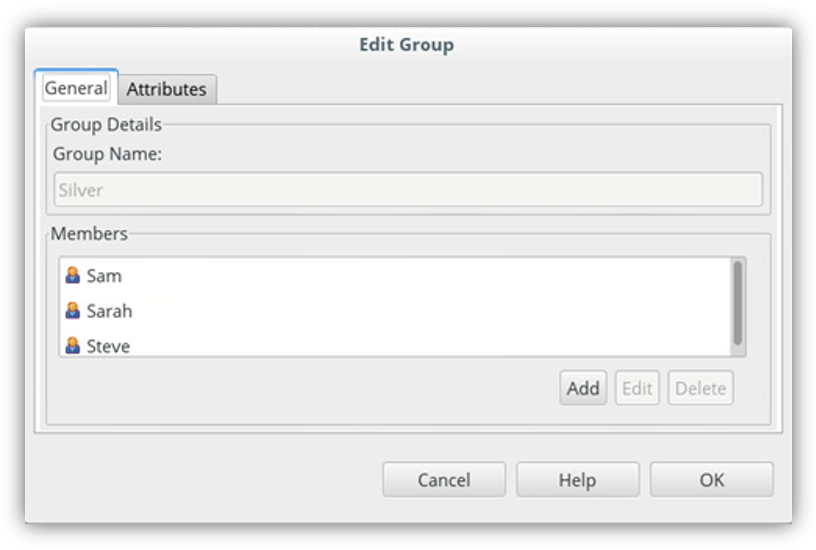 Edit Group
General Attributes
Group Details
Group Name:
Silver
Members
Sam
Sarah
Steve
Add Edit Delete
Cancel Help OK